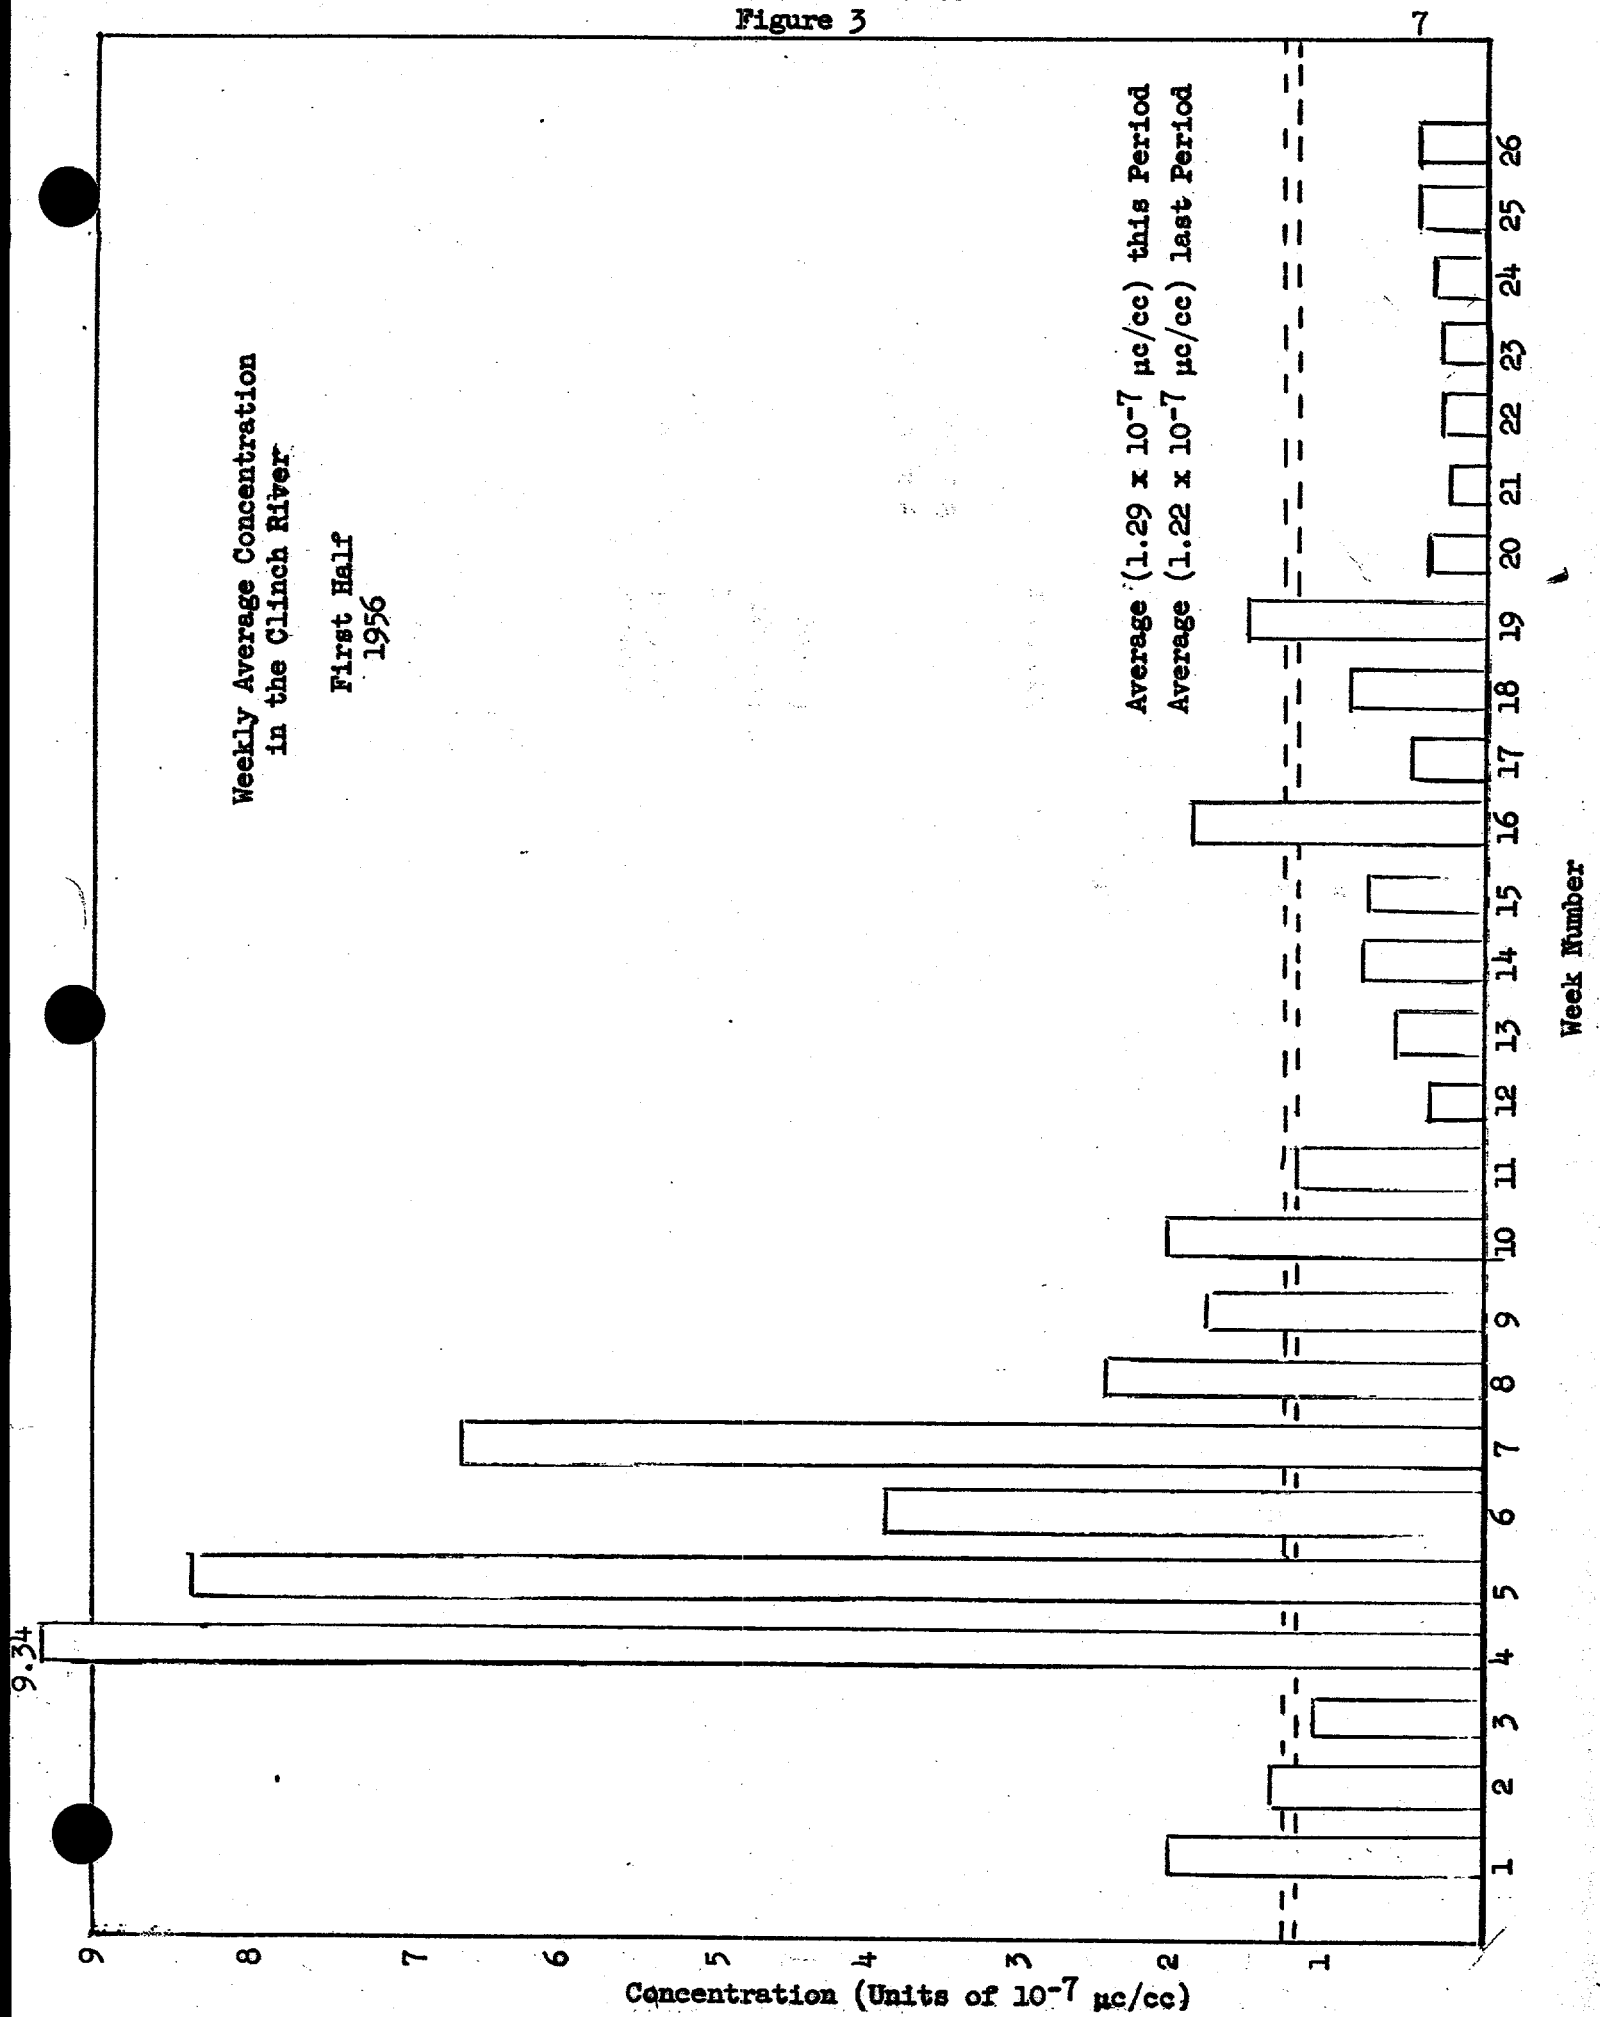 Figure 3
7
Weekly Average Concentration
in the Clinch River
First Half
1956
Average (1.29 x 10-7 µc/cc) this Period
Average (1.22 x 10-7 µc/cc) last Period
9.34
9
8
7
6
5
4
3
2
1
Concentration (Units of 10-7 µc/cc)
1 2 3 4 5 6 7 8 9 10 11 12 13 14 15 16 17 18 19 20 21 22 23 24 25 26
Week Number